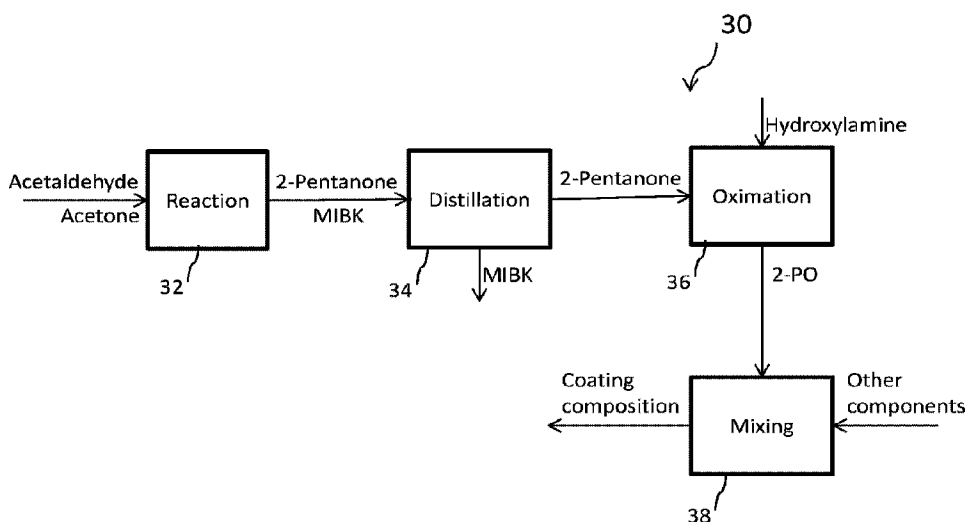 30
Hydroxylamine
Acetaldehyde
Acetone
Reaction
32
2-Pentanone
MIBK
Distillation
34
MIBK
2-Pentanone
Oximation
36
2-PO
Coating
composition
Mixing
38
Other
components